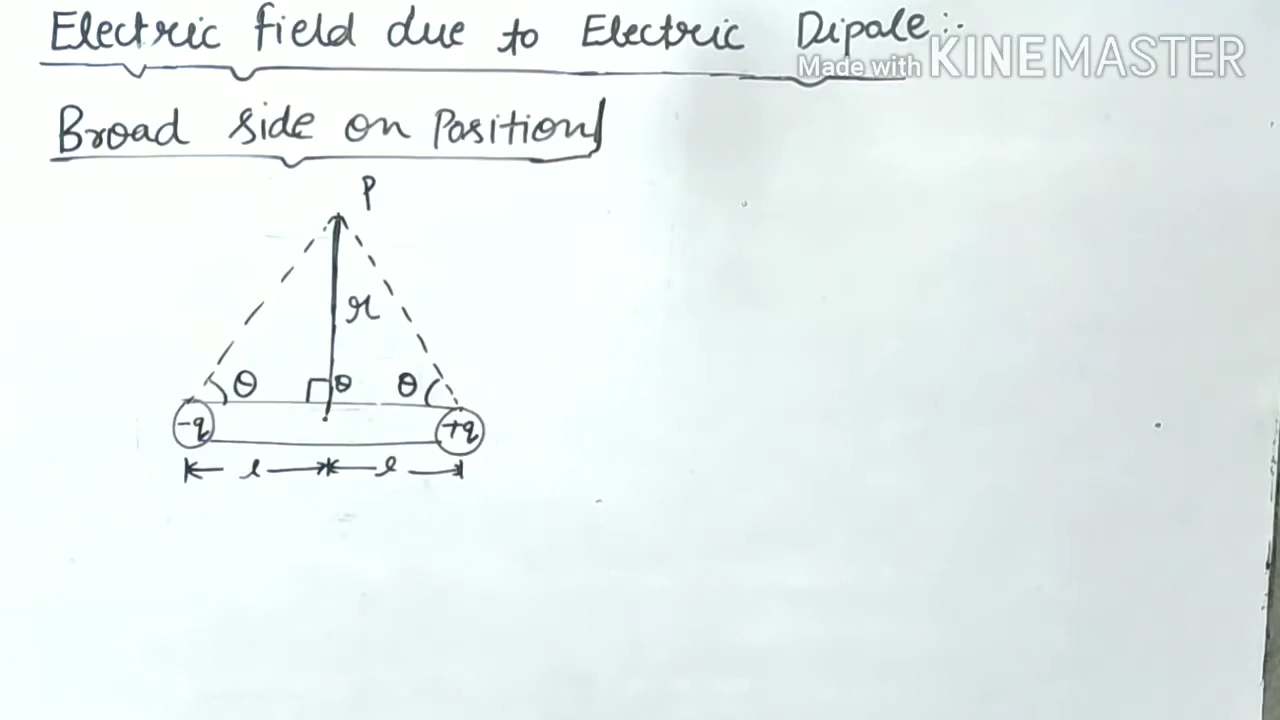 Electric field due to Electric Dipole :-
Made with KINEMASTER
Broad side on Position
P
r
θ θ θ
-q +q
l l